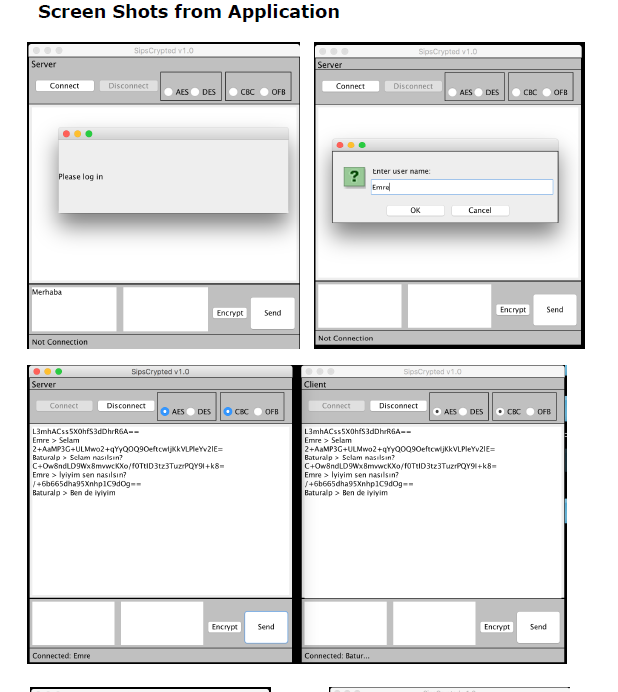 Screen Shots from Application
SipsCrypted v1.0
Server
Connect Disconnect AES DES CBC OFB
Please log in
Merhaba
Encrypt Send
Not Connection
SipsCrypted v1.0
Server
Connect Disconnect AES DES CBC OFB
Enter user name:
Emre
OK Cancel
Encrypt Send
Not Connection
SipsCrypted v1.0
Server
Connect Disconnect AES DES CBC OFB
L3mhACss5X0hfS3dDhrR6A==
Emre > Selam
2+AaMP3G+ULMwo2+qYyQOQ9OeftcwIjKkVLPleYv2IE=
Baturalp > Selam nasılsın?
C+Ow8ndLD9Wx8mvwcKXo/f0TtID3tz3TuzrPQY9I+k8=
Emre > İyiyim sen nasılsın?
/+6b665dha95Xnhp1C9dOg==
Baturalp > Ben de iyiyim
Encrypt Send
Connected: Emre
SipsCrypted v1.0
Client
Connect Disconnect AES DES CBC OFB
L3mhACss5X0hfS3dDhrR6A==
Emre > Selam
2+AaMP3G+ULMwo2+qYyQOQ9OeftcwIjKkVLPleYv2IE=
Baturalp > Selam nasılsın?
C+Ow8ndLD9Wx8mvwcKXo/f0TtID3tz3TuzrPQY9I+k8=
Emre > İyiyim sen nasılsın?
/+6b665dha95Xnhp1C9dOg==
Baturalp > Ben de iyiyim
Encrypt Send
Connected: Batur...